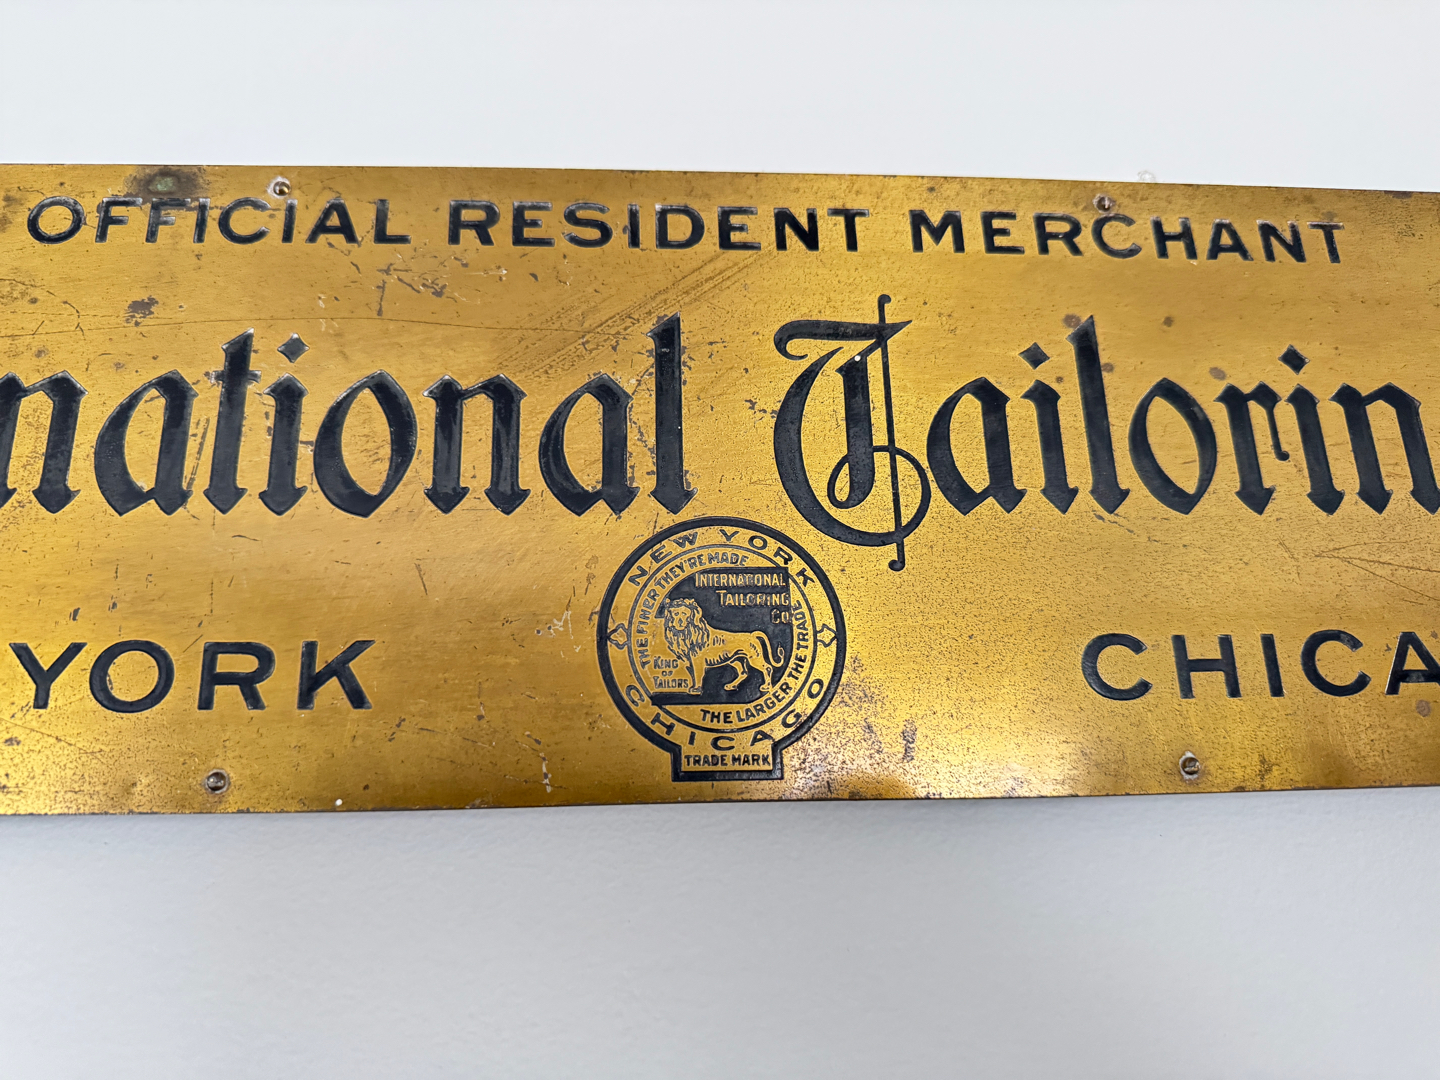 OFFICIAL RESIDENT MERCHANT
national Tailorin
YORK
CHICA
NEW YORK
THE FINER THEY'RE MADE
INTERNATIONAL
TAILORING
CO.
KING
OF
TAILORS
THE LARGER THE TRADE
CHICAGO
TRADE MARK